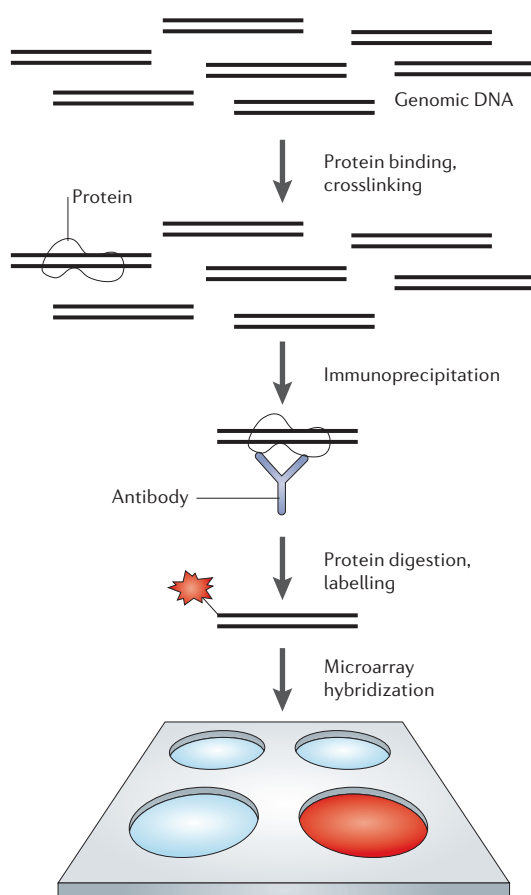 Genomic DNA
Protein binding,
crosslinking
Protein
Immunoprecipitation
Antibody
Protein digestion,
labelling
Microarray
hybridization